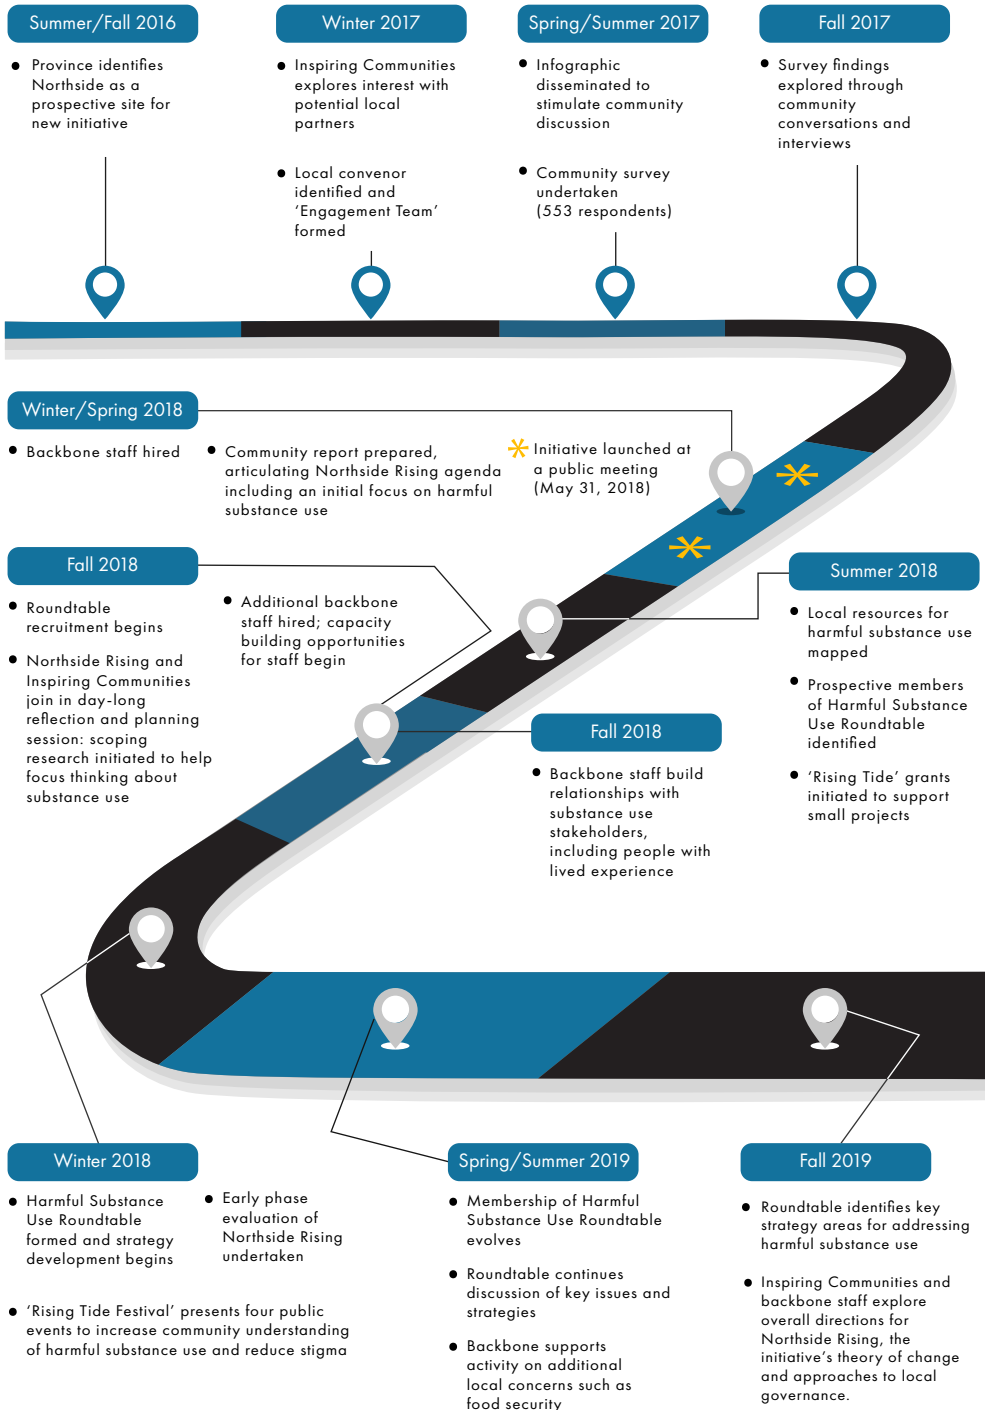 Summer/Fall 2016
• Province identifies
Northside as a
prospective site for
new initiative
Winter 2017
• Inspiring Communities
explores interest with
potential local
partners
• Local convenor
identified and
‘Engagement Team’
formed
Spring/Summer 2017
• Infographic
disseminated to
stimulate community
discussion
• Community survey
undertaken
(553 respondents)
Fall 2017
• Survey findings
explored through
community
conversations and
interviews
Winter/Spring 2018
• Backbone staff hired
• Community report prepared,
articulating Northside Rising agenda
including an initial focus on harmful
substance use
* Initiative launched at
a public meeting
(May 31, 2018)
Summer 2018
• Local resources for
harmful substance use
mapped
• Prospective members
of Harmful Substance
Use Roundtable
identified
• ‘Rising Tide’ grants
initiated to support
small projects
Fall 2018
• Roundtable
recruitment begins
• Northside Rising and
Inspiring Communities
join in day-long
reflection and planning
session: scoping
research initiated to help
focus thinking about
substance use
• Additional backbone
staff hired; capacity
building opportunities
for staff begin
Fall 2018
• Backbone staff build
relationships with
substance use
stakeholders,
including people with
lived experience
Winter 2018
• Harmful Substance
Use Roundtable
formed and strategy
development begins
• Early phase
evaluation of
Northside Rising
undertaken
• ‘Rising Tide Festival’ presents four public
events to increase community understanding
of harmful substance use and reduce stigma
Spring/Summer 2019
• Membership of Harmful
Substance Use Roundtable
evolves
• Roundtable continues
discussion of key issues and
strategies
• Backbone supports
activity on additional
local concerns such as
food security
Fall 2019
• Roundtable identifies key
strategy areas for addressing
harmful substance use
• Inspiring Communities and
backbone staff explore
overall directions for
Northside Rising, the
initiative’s theory of change
and approaches to local
governance.